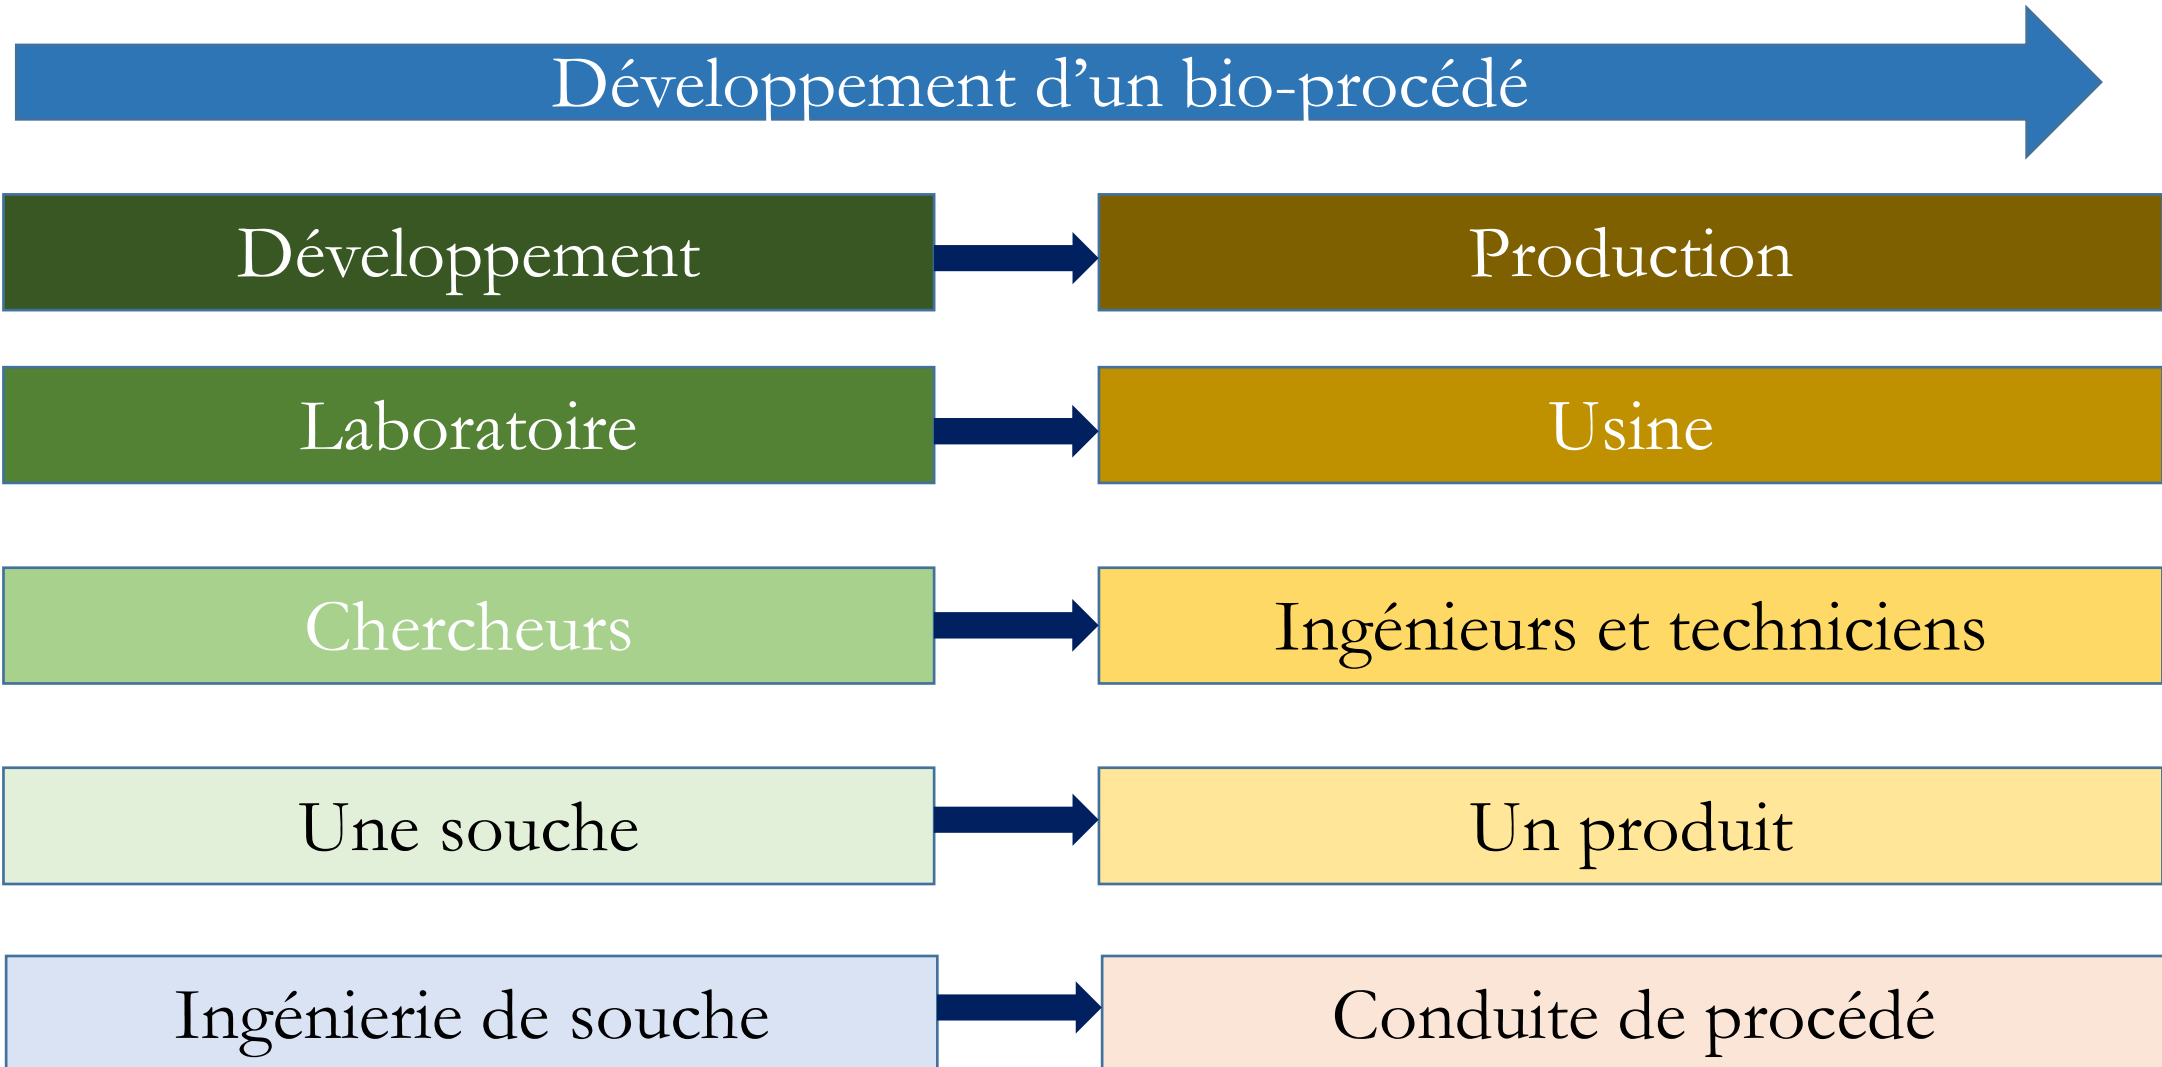 Développement d’un bio-procédé
Développement
Production
Laboratoire
Usine
Chercheurs
Ingénieurs et techniciens
Une souche
Un produit
Ingénierie de souche
Conduite de procédé